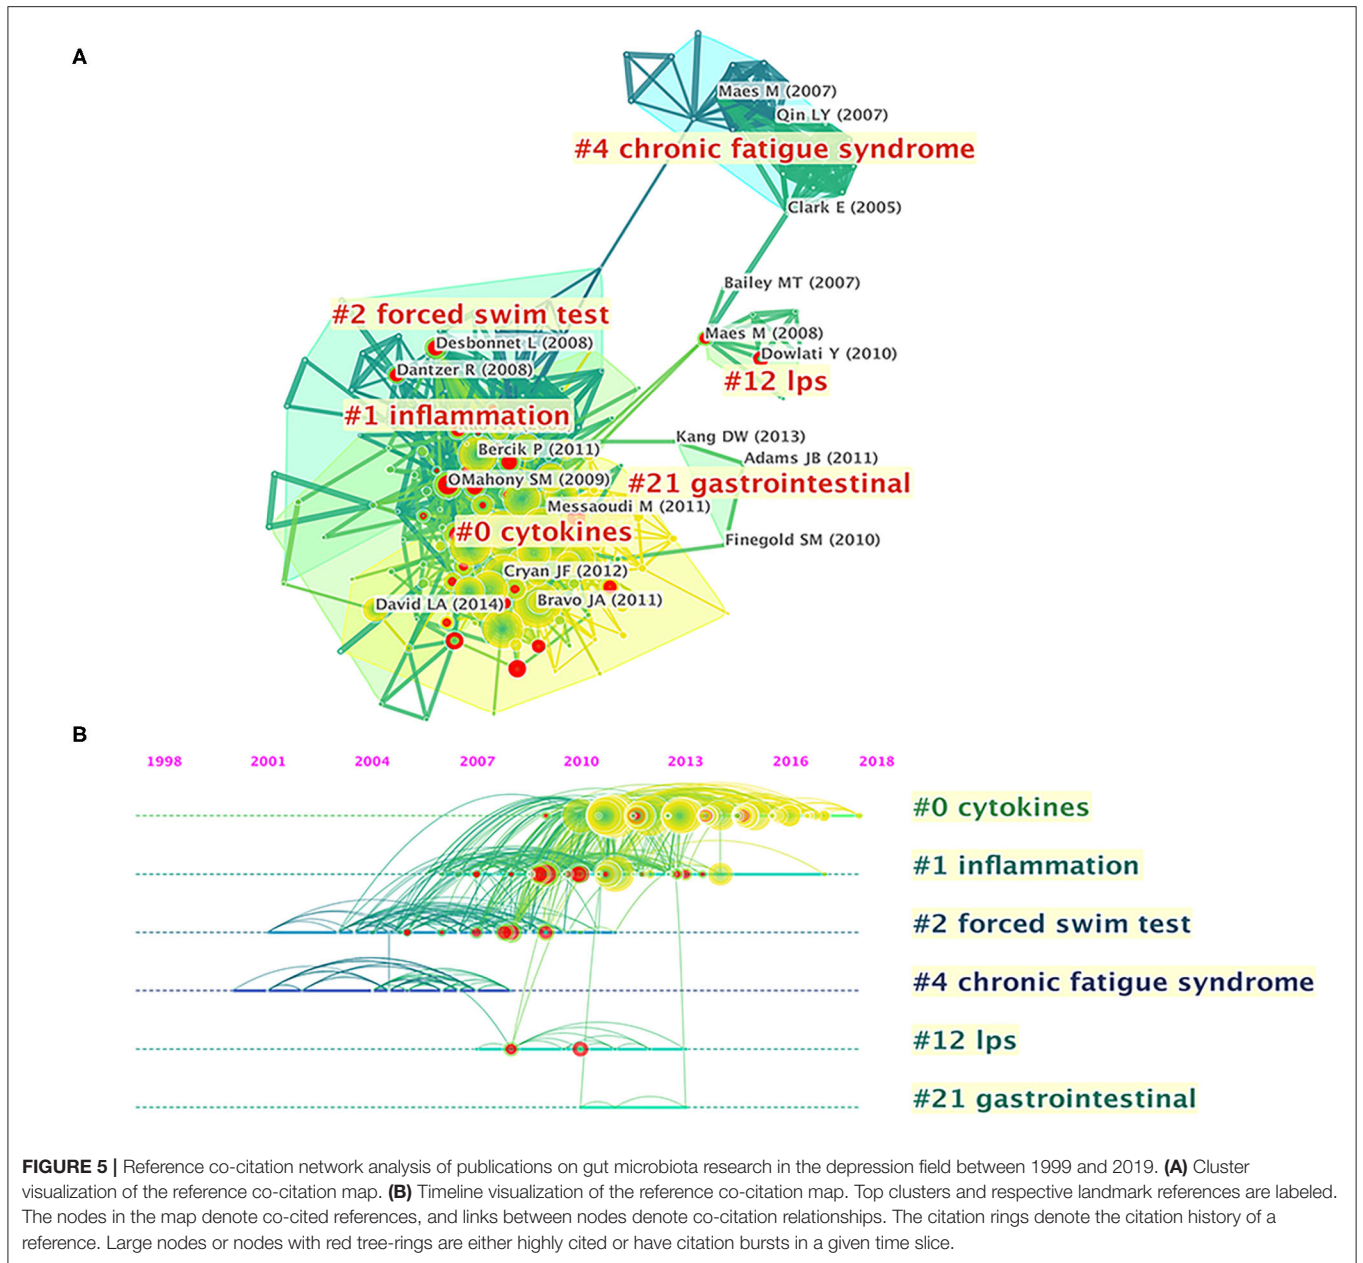 A
Maes M (2007)
Qin LY (2007)
#4 chronic fatigue syndrome
Clark E (2005)
Bailey MT (2007)
#2 forced swim test
Maes M (2008)
Desbonnet L (2008)
Dowlati Y (2010)
Dantzer R (2008)
#12 lps
#1 inflammation
Kang DW (2013)
Bercik P (2011)
Adams JB (2011)
OMahony SM (2009)
#21 gastrointestinal
Messaoudi M (2011)
#0 cytokines
Finegold SM (2010)
Cryan JF (2012)
David LA (2014)
Bravo JA (2011)
B
1998 2001 2004 2007 2010 2013 2016 2018
#0 cytokines
#1 inflammation
#2 forced swim test
#4 chronic fatigue syndrome
#12 lps
#21 gastrointestinal
FIGURE 5 | Reference co-citation network analysis of publications on gut microbiota research in the depression field between 1999 and 2019. (A) Cluster
visualization of the reference co-citation map. (B) Timeline visualization of the reference co-citation map. Top clusters and respective landmark references are labeled.
The nodes in the map denote co-cited references, and links between nodes denote co-citation relationships. The citation rings denote the citation history of a
reference. Large nodes or nodes with red tree-rings are either highly cited or have citation bursts in a given time slice.